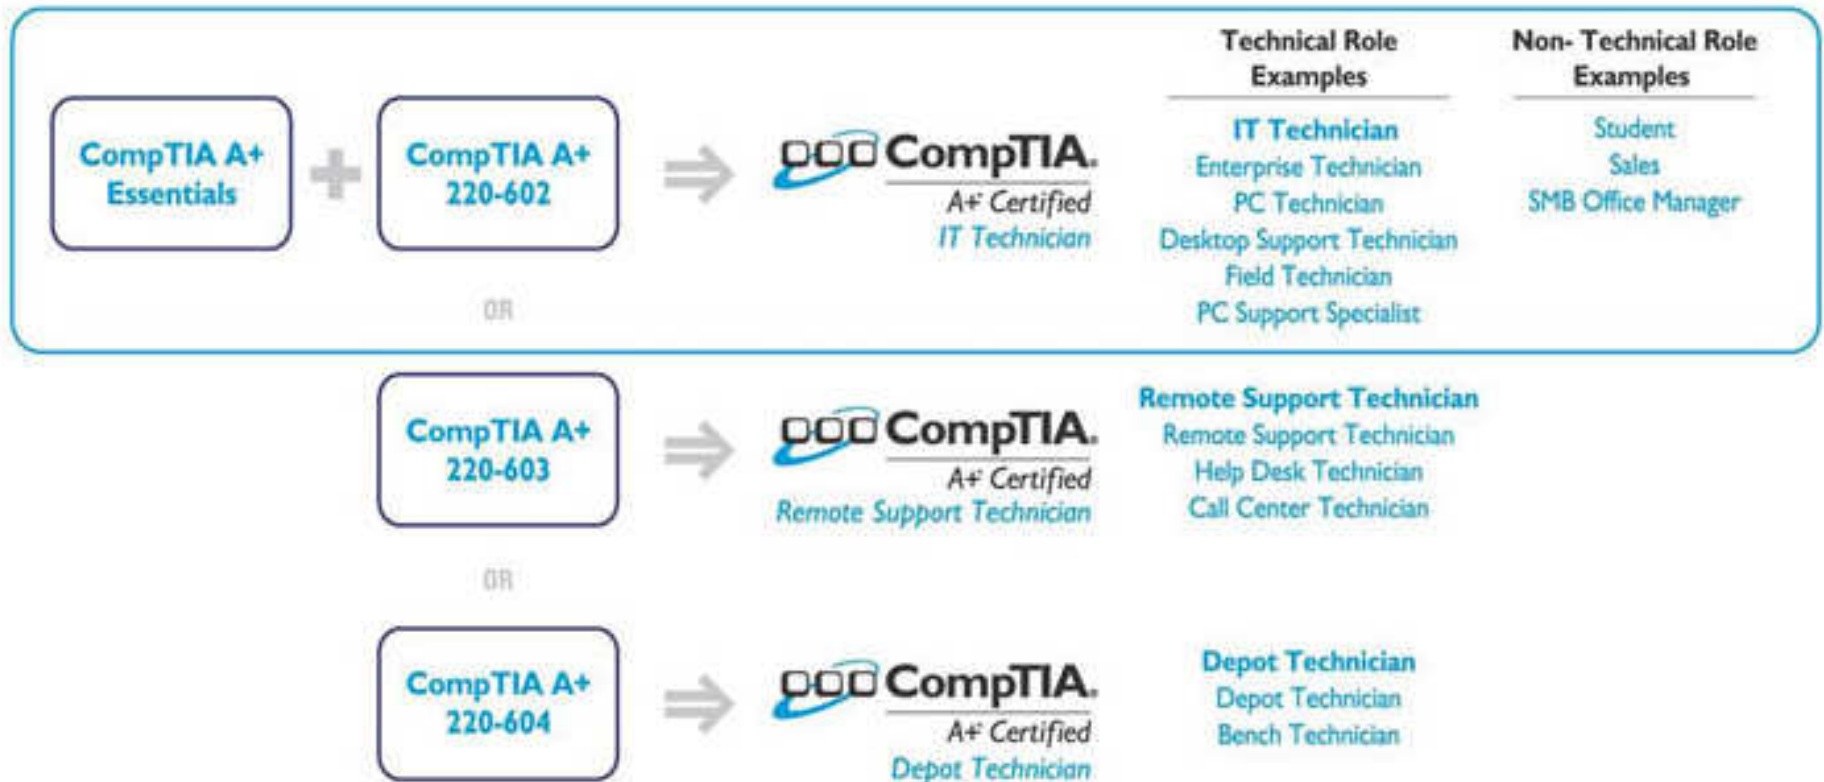 Technical Role
Examples
Non- Technical Role
Examples
CompTIA A+
Essentials
CompTIA A+
220-602
CompTIA.
A+ Certified
IT Technician
IT Technician
Enterprise Technician
PC Technician
Desktop Support Technician
Field Technician
PC Support Specialist
Student
Sales
SMB Office Manager
OR
CompTIA A+
220-603
CompTIA.
A+ Certified
Remote Support Technician
Remote Support Technician
Remote Support Technician
Help Desk Technician
Call Center Technician
OR
CompTIA A+
220-604
CompTIA.
A+ Certified
Depot Technician
Depot Technician
Depot Technician
Bench Technician